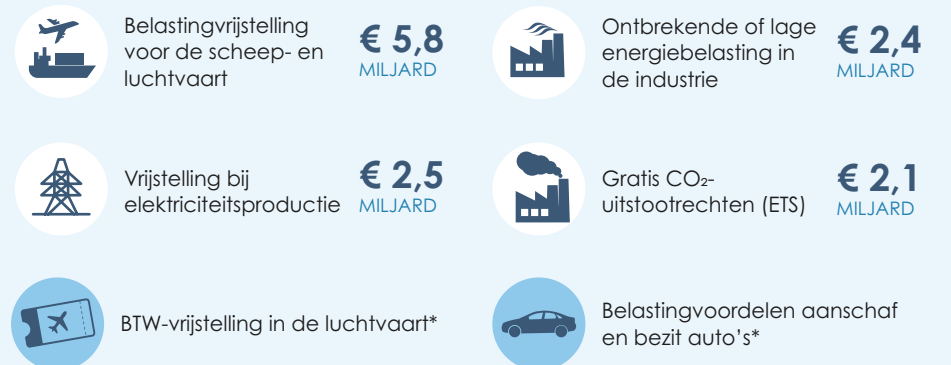 Belastingvrijstelling
voor de scheep- en
luchtvaart
€ 5,8
MILJARD
Ontbrekende of lage
energiebelasting in
de industrie
€ 2,4
MILJARD
Vrijstelling bij
elektriciteitsproductie
€ 2,5
MILJARD
Gratis CO₂-
uitstootrechten (ETS)
€ 2,1
MILJARD
BTW-vrijstelling in de luchtvaart*
Belastingvoordelen aanschaf
en bezit auto's*